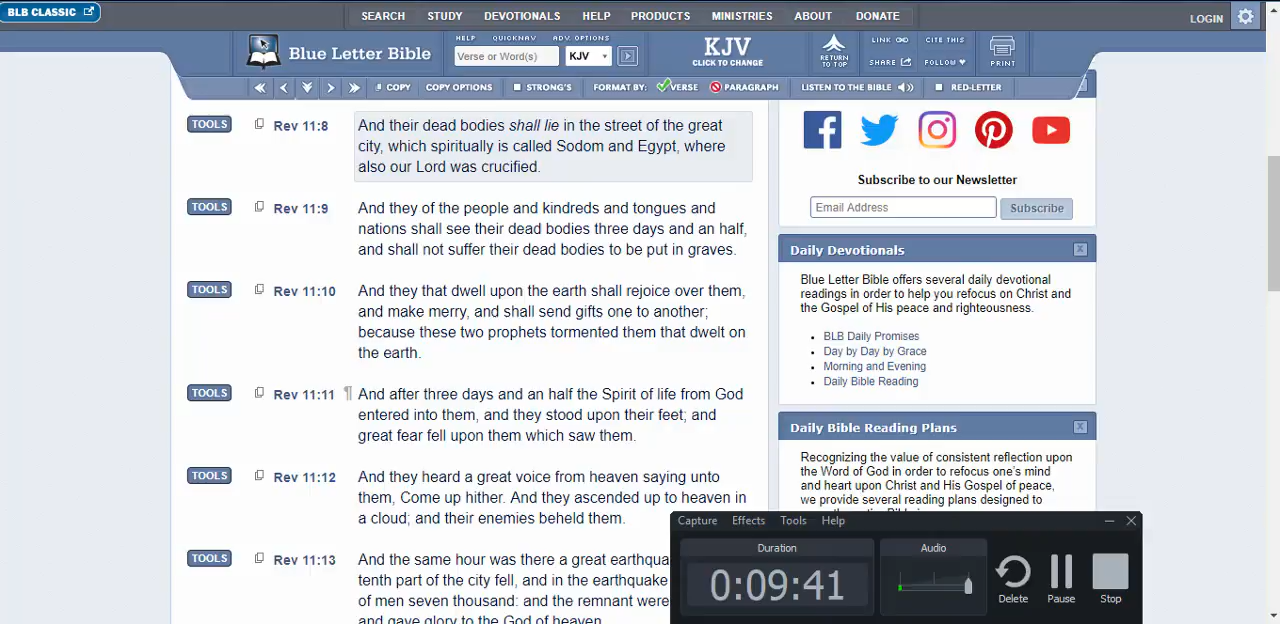 BLB CLASSIC
SEARCH STUDY DEVOTIONALS HELP PRODUCTS MINISTRIES ABOUT DONATE
LOGIN
Blue Letter Bible
HELP QUICKNAV ADV. OPTIONS
Verse or Word(s) KJV
KJV
CLICK TO CHANGE
RETURN
TO TOP
LINK CITE THIS
SHARE FOLLOW
PRINT
COPY COPY OPTIONS STRONG'S FORMAT BY: VERSE PARAGRAPH LISTEN TO THE BIBLE RED-LETTER
TOOLS Rev 11:8 And their dead bodies shall lie in the street of the great
city, which spiritually is called Sodom and Egypt, where
also our Lord was crucified.
TOOLS Rev 11:9 And they of the people and kindreds and tongues and
nations shall see their dead bodies three days and an half,
and shall not suffer their dead bodies to be put in graves.
TOOLS Rev 11:10 And they that dwell upon the earth shall rejoice over them,
and make merry, and shall send gifts one to another;
because these two prophets tormented them that dwelt on
the earth.
TOOLS Rev 11:11 ¶ And after three days and an half the Spirit of life from God
entered into them, and they stood upon their feet; and
great fear fell upon them which saw them.
TOOLS Rev 11:12 And they heard a great voice from heaven saying unto
them, Come up hither. And they ascended up to heaven in
a cloud; and their enemies beheld them.
TOOLS Rev 11:13 And the same hour was there a great earthqua
tenth part of the city fell, and in the earthquake
of men seven thousand: and the remnant were
and gave glory to the God of heaven.
Subscribe to our Newsletter
Email Address Subscribe
Daily Devotionals X
Blue Letter Bible offers several daily devotional
readings in order to help you refocus on Christ and
the Gospel of His peace and righteousness.
BLB Daily Promises
Day by Day by Grace
Morning and Evening
Daily Bible Reading
Daily Bible Reading Plans X
Recognizing the value of consistent reflection upon
the Word of God in order to refocus one's mind
and heart upon Christ and His Gospel of peace,
we provide several reading plans designed to
Capture Effects Tools Help
Duration
0:09:41
Audio
Delete Pause Stop